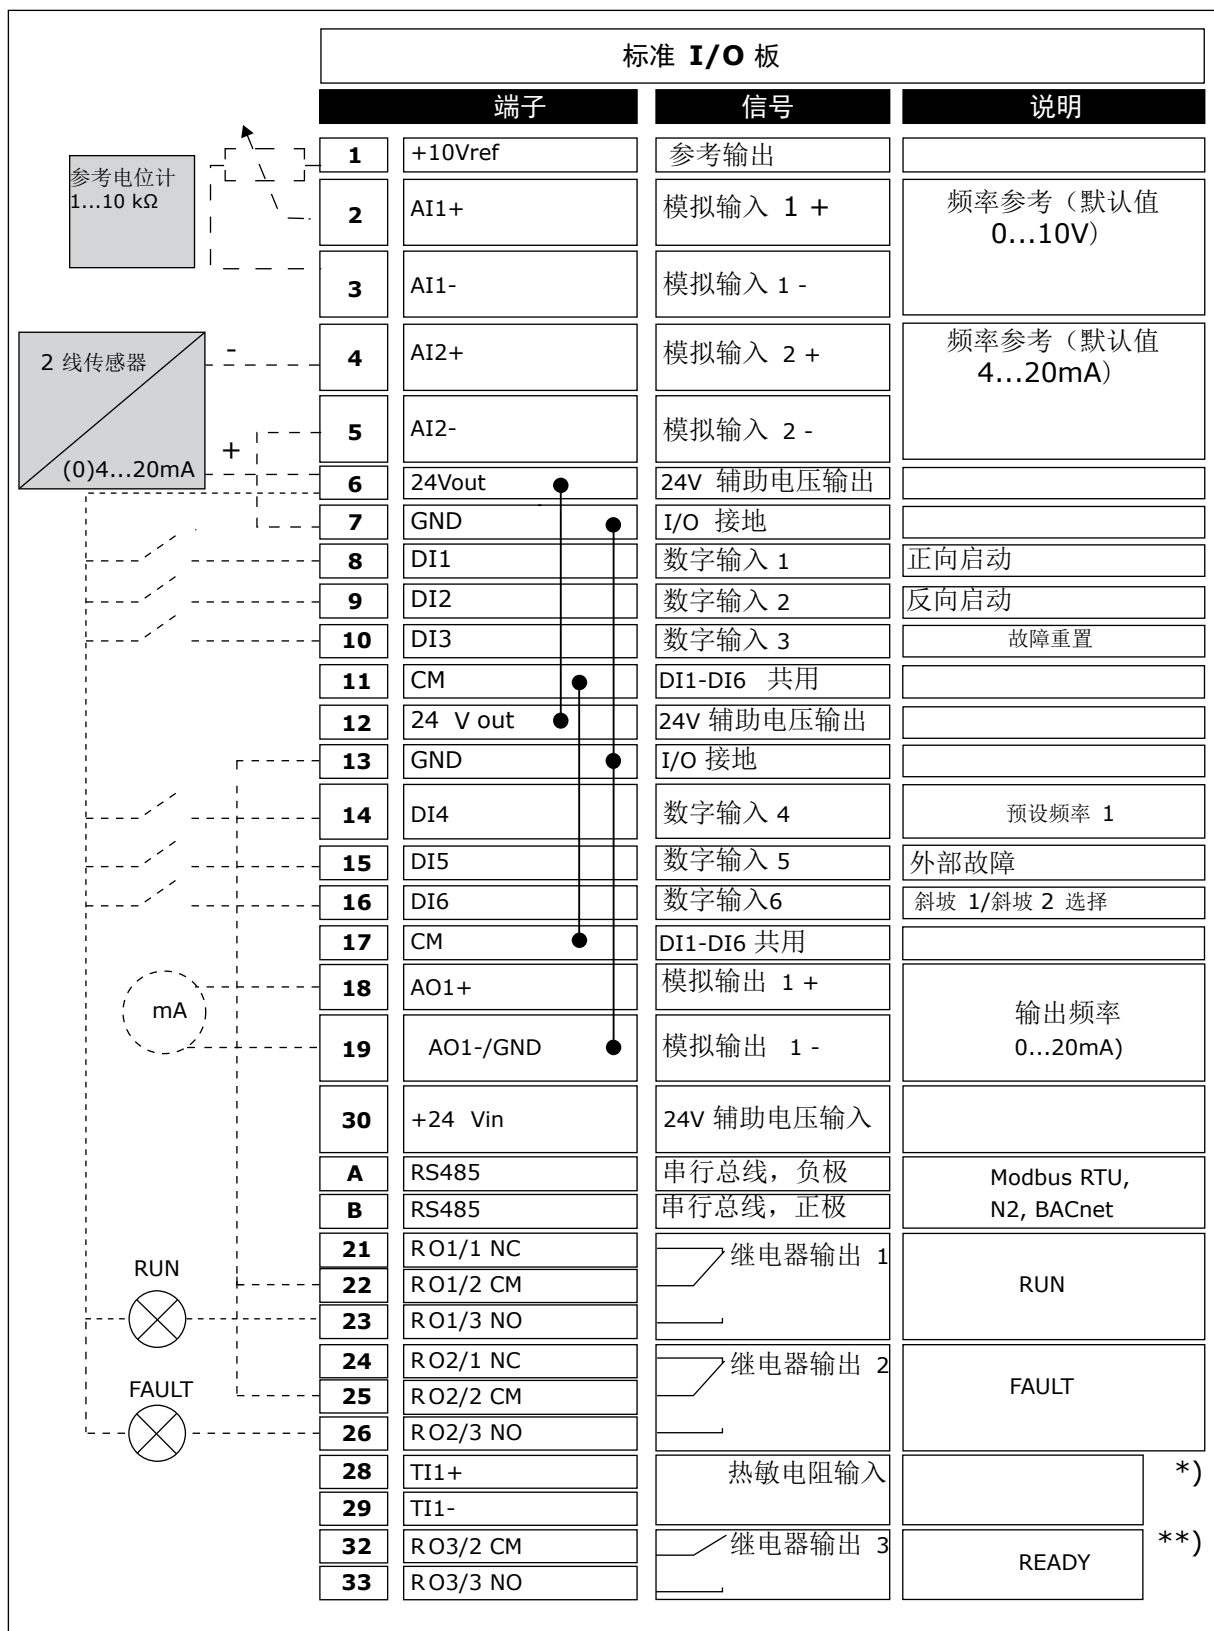 标准 I/O 板
端子 信号 说明
参考电位计
1...10 kΩ
1 +10Vref 参考输出
2 AI1+ 模拟输入 1 + 频率参考（默认值
0...10V）
3 AI1- 模拟输入 1 -
2 线传感器
(0)4...20mA
-
+
4 AI2+ 模拟输入 2 + 频率参考（默认值
4...20mA）
5 AI2- 模拟输入 2 -
6 24Vout 24V 辅助电压输出
7 GND I/O 接地
8 DI1 数字输入 1 正向启动
9 DI2 数字输入 2 反向启动
10 DI3 数字输入 3 故障重置
11 CM DI1-DI6 共用
12 24 V out 24V 辅助电压输出
13 GND I/O 接地
14 DI4 数字输入 4 预设频率 1
15 DI5 数字输入 5 外部故障
16 DI6 数字输入6 斜坡 1/斜坡 2 选择
17 CM DI1-DI6 共用
mA
18 AO1+ 模拟输出 1 + 输出频率
19 AO1-/GND 模拟输出 1 - 0...20mA)
30 +24 Vin 24V 辅助电压输入
A RS485 串行总线，负极 Modbus RTU,
B RS485 串行总线，正极 N2, BACnet
21 RO1/1 NC 继电器输出 1
RUN
22 RO1/2 CM RUN
23 RO1/3 NO
24 RO2/1 NC 继电器输出 2
FAULT
25 RO2/2 CM FAULT
26 RO2/3 NO
28 TI1+ 热敏电阻输入 *)
29 TI1-
32 RO3/2 CM 继电器输出 3 READY **)
33 RO3/3 NO